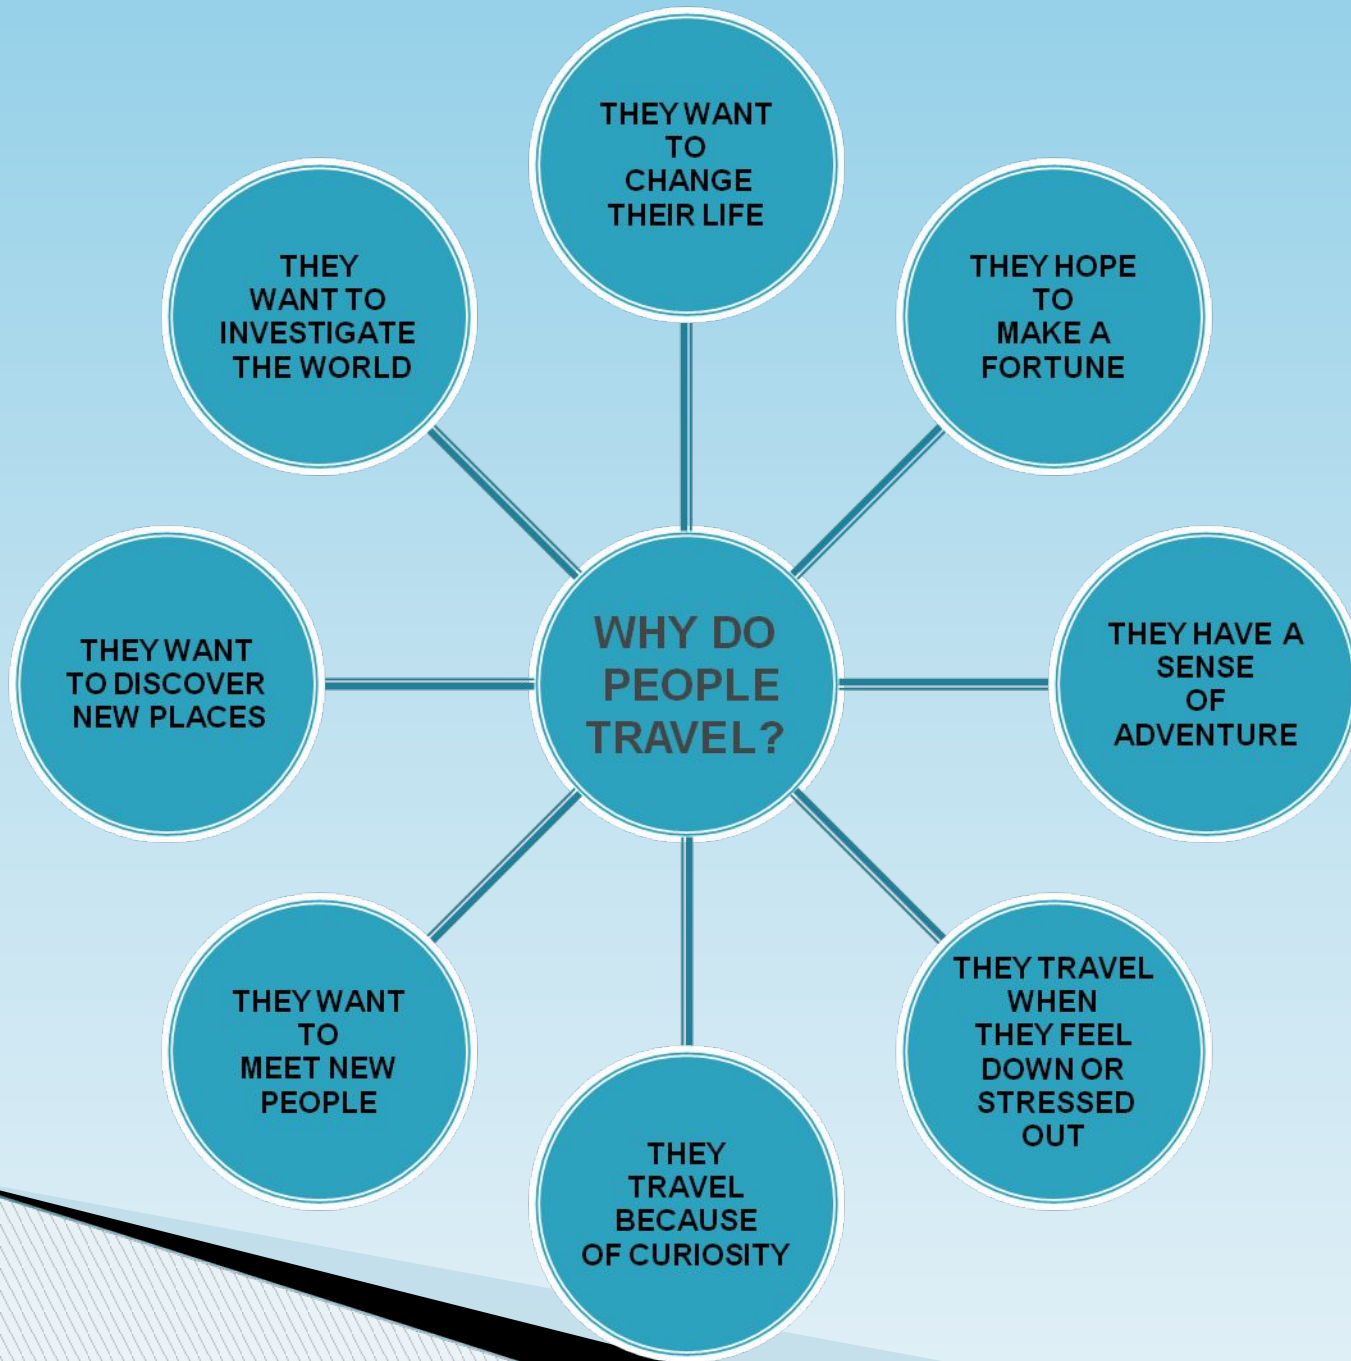 THEY WANT
TO
CHANGE
THEIR LIFE
THEY HOPE
TO
MAKE A
FORTUNE
THEY HAVE A
SENSE
OF
ADVENTURE
THEY TRAVEL
WHEN
THEY FEEL
DOWN OR
STRESSED
OUT
THEY
TRAVEL
BECAUSE
OF CURIOSITY
THEY WANT
TO
MEET NEW
PEOPLE
THEY WANT
TO DISCOVER
NEW PLACES
THEY
WANT TO
INVESTIGATE
THE WORLD
WHY DO
PEOPLE
TRAVEL?